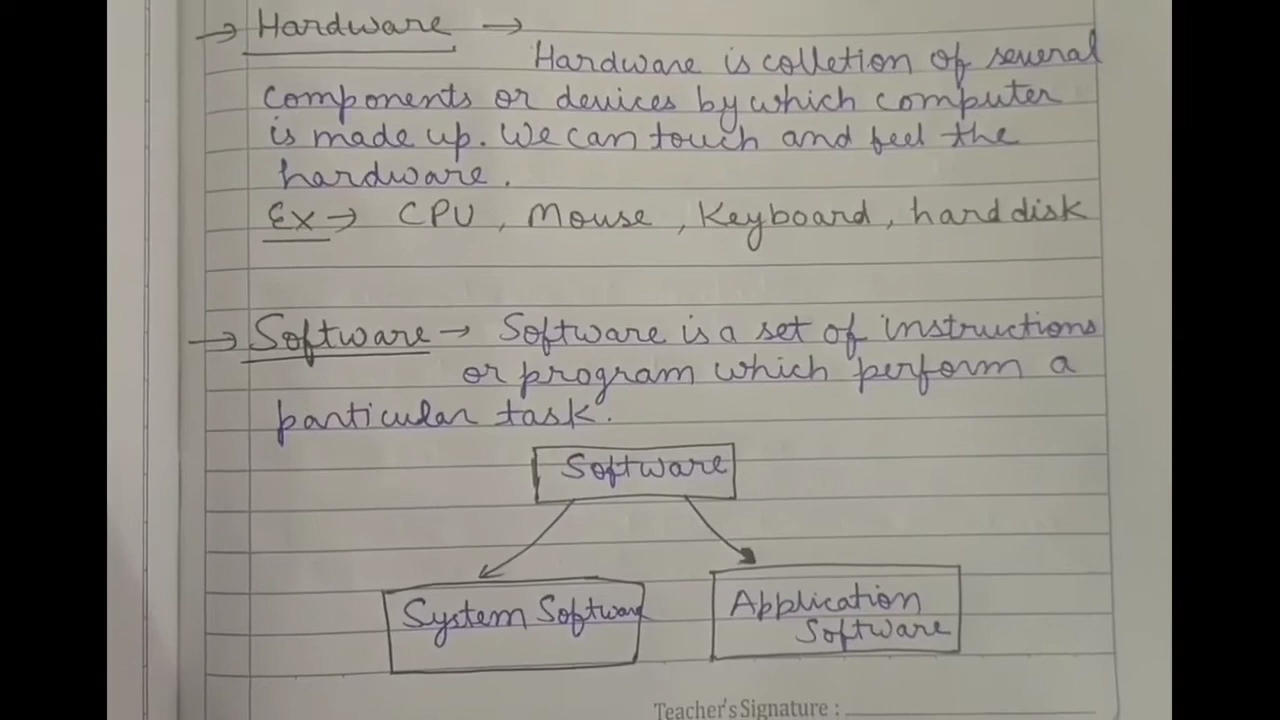 → Hardware →
Hardware is colletion of several
components or devices by which computer
is made up. We can touch and feel the
hardware.
Ex → CPU, Mouse, Keyboard, hard disk
→ Software → Software is a set of instructions
or program which perform a
particular task.
Software
System Software
Application
Software
Teacher's Signature :